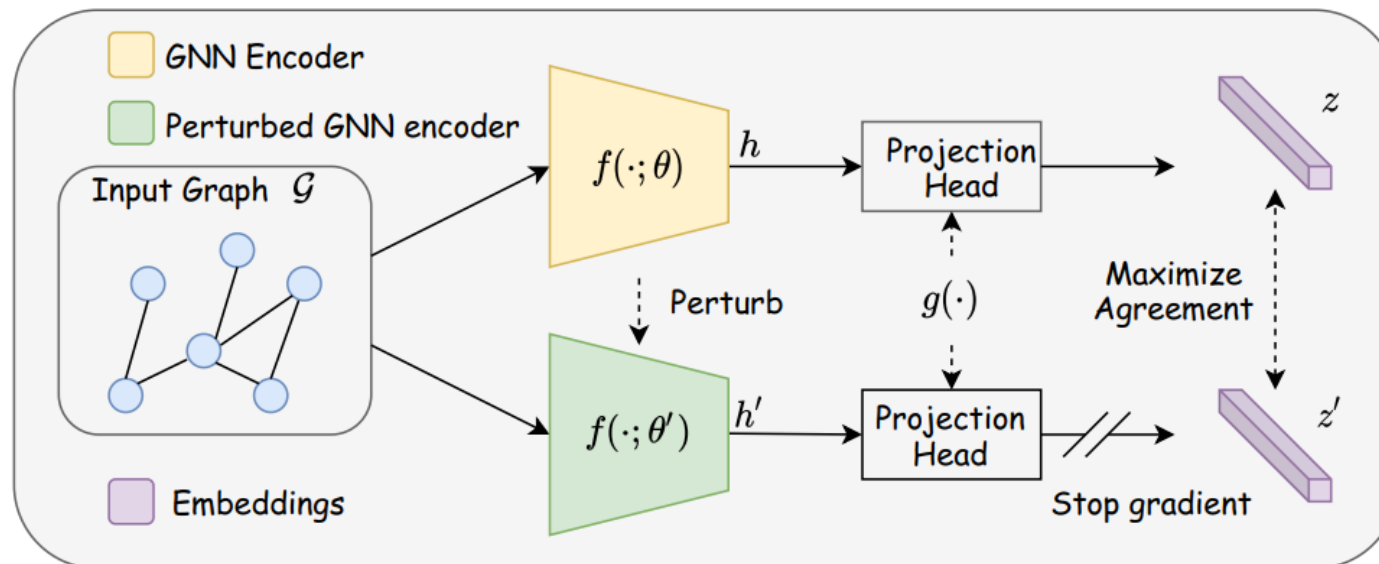 GNN Encoder
Perturbed GNN encoder
Input Graph 𝒢
f(·; θ)
h
Projection
Head
z
Perturb
g(·)
Maximize
Agreement
f(·; θ′)
h′
Projection
Head
z′
Stop gradient
Embeddings